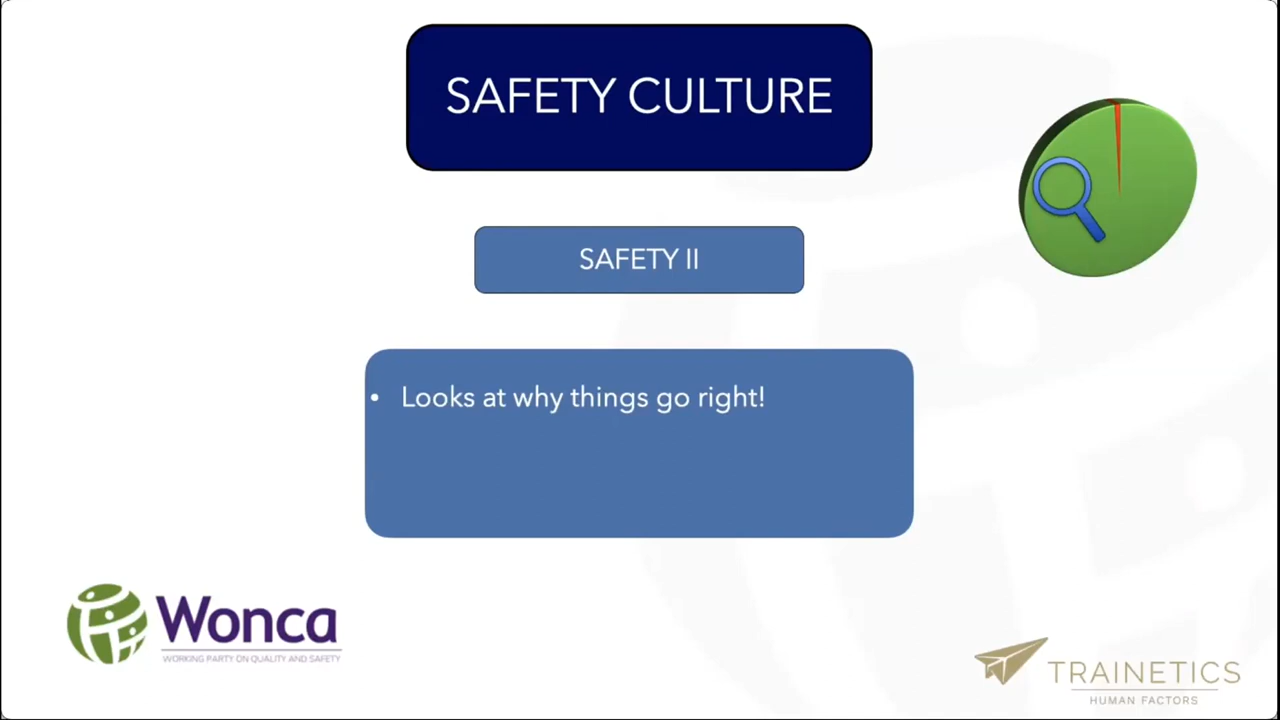 SAFETY CULTURE
SAFETY II
• Looks at why things go right!
Wonca
WORKING PARTY ON QUALITY AND SAFETY
TRAINETICS
HUMAN FACTORS